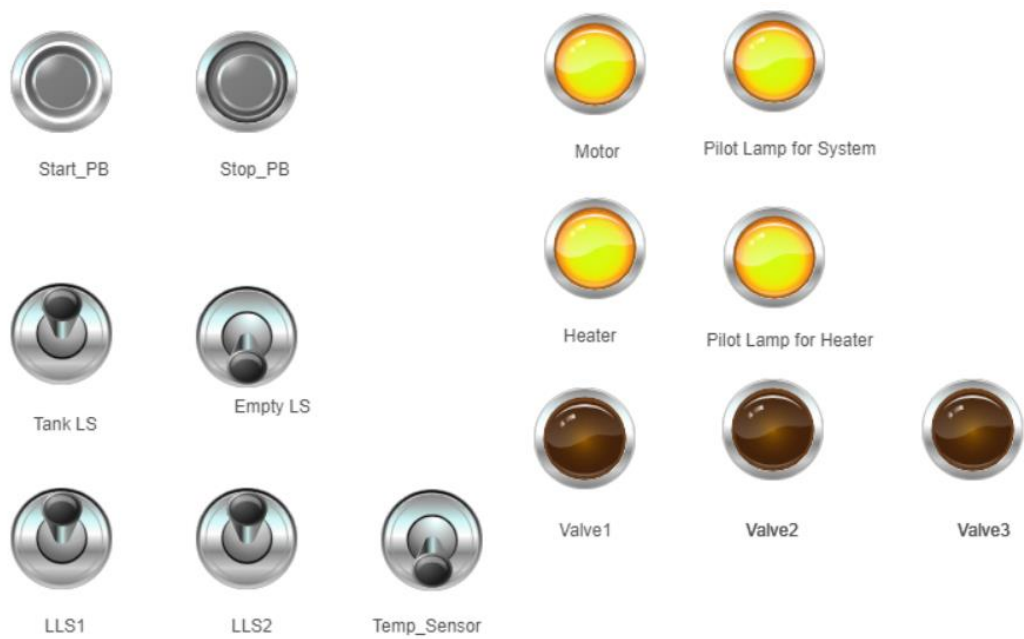 Start_PB
Stop_PB
Motor
Pilot Lamp for System
Heater
Pilot Lamp for Heater
Tank LS
Empty LS
Valve1
Valve2
Valve3
LLS1
LLS2
Temp_Sensor